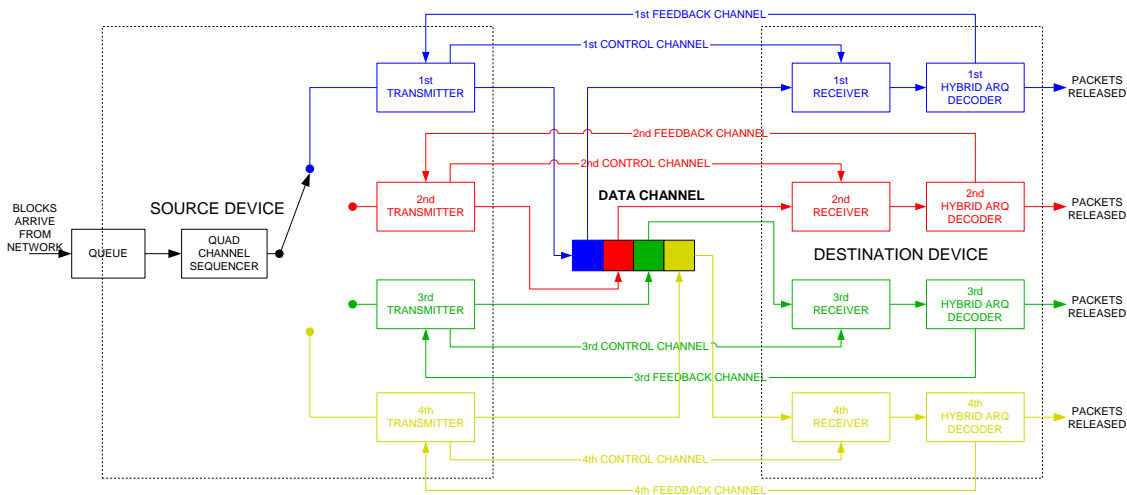 1st FEEDBACK CHANNEL
1st CONTROL CHANNEL
1st
TRANSMITTER
1st
RECEIVER
1st
HYBRID ARQ
DECODER
PACKETS
RELEASED
2nd FEEDBACK CHANNEL
2nd CONTROL CHANNEL
2nd
TRANSMITTER
DATA CHANNEL
2nd
RECEIVER
2nd
HYBRID ARQ
DECODER
PACKETS
RELEASED
BLOCKS
ARRIVE
FROM
NETWORK
SOURCE DEVICE
QUEUE
QUAD
CHANNEL
SEQUENCER
DESTINATION DEVICE
3rd
TRANSMITTER
3rd
RECEIVER
3rd
HYBRID ARQ
DECODER
PACKETS
RELEASED
3rd CONTROL CHANNEL
3rd FEEDBACK CHANNEL
4th
TRANSMITTER
4th
RECEIVER
4th
HYBRID ARQ
DECODER
PACKETS
RELEASED
4th CONTROL CHANNEL
4th FEEDBACK CHANNEL